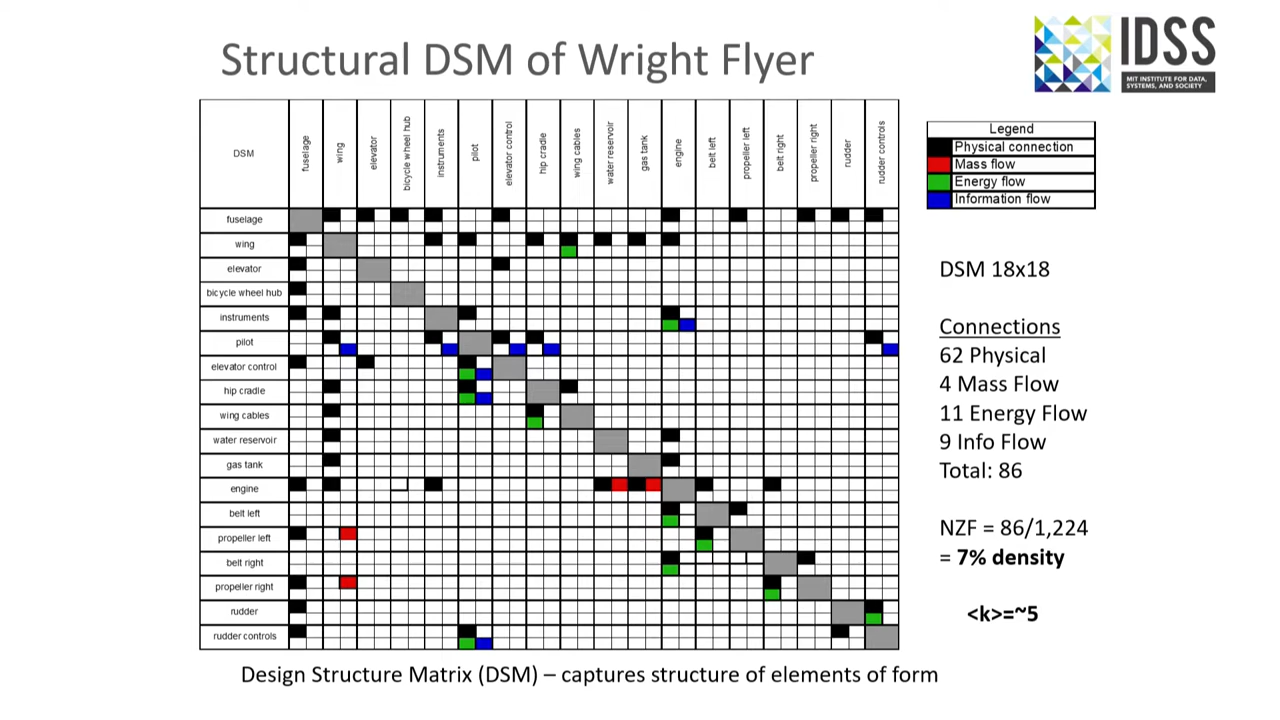 Structural DSM of Wright Flyer
IDSS
MIT INSTITUTE FOR DATA,
SYSTEMS, AND SOCIETY
DSM
fuselage
wing
elevator
bicycle wheel hub
instruments
pilot
elevator control
hip cradle
wing cables
water reservoir
gas tank
engine
belt left
propeller left
belt right
propeller right
rudder
rudder controls
fuselage
wing
elevator
bicycle wheel hub
instruments
pilot
elevator control
hip cradle
wing cables
water reservoir
gas tank
engine
belt left
propeller left
belt right
propeller right
rudder
rudder controls
Legend
Physical connection
Mass flow
Energy flow
Information flow
DSM 18x18
Connections
62 Physical
4 Mass Flow
11 Energy Flow
9 Info Flow
Total: 86
NZF = 86/1,224
= 7% density
<k>=~5
Design Structure Matrix (DSM) – captures structure of elements of form